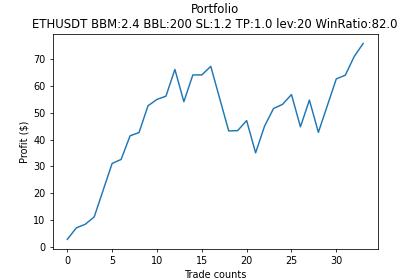 Portfolio
ETHUSDT BBM:2.4 BBL:200 SL:1.2 TP:1.0 lev:20 WinRatio:82.0
70
60
50
40
30
20
10
0
Profit ($)
0 5 10 15 20 25 30
Trade counts